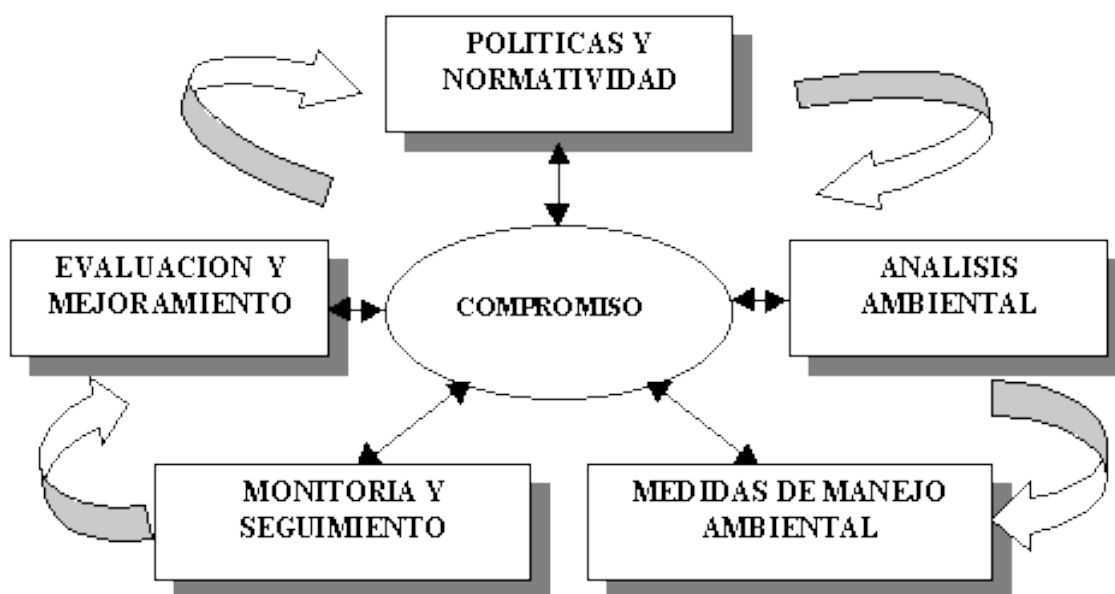 POLITICAS Y
NORMATIVIDAD
EVALUACION Y
MEJORAMIENTO
COMPROMISO
ANALISIS
AMBIENTAL
MONITORIA Y
SEGUIMIENTO
MEDIDAS DE MANEJO
AMBIENTAL